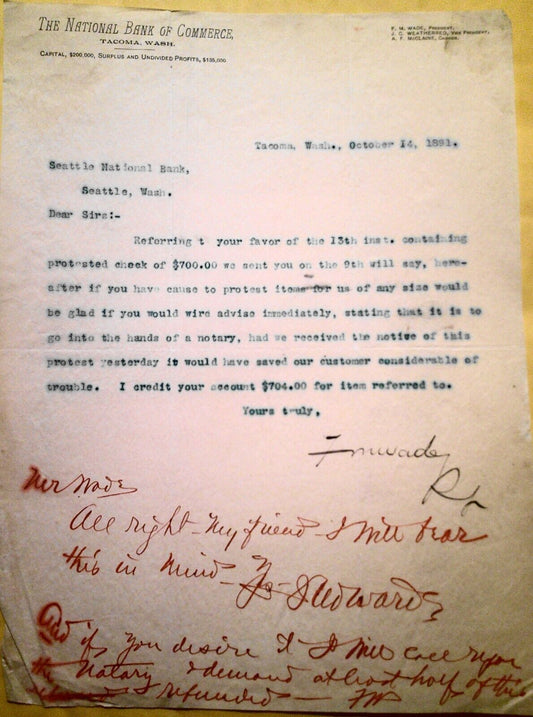 THE NATIONAL BANK OF COMMERCE,
TACOMA, WASH.
CAPITAL, $200,000, SURPLUS AND UNDIVIDED PROFITS, $155,000
F. M. WADE, PRESIDENT,
J. C. WEATHERRED, VICE PRESIDENT,
A. F. McCLAINE, CASHIER.
Tacoma, Wash., October 14, 1891.
Seattle National Bank,
Seattle, Wash.
Dear Sirs:-
Referring t your favor of the 13th inst. containing
protested check of $700.00 we sent you on the 9th will say, here-
after if you have cause to protest items for us of any size would
be glad if you would wire advise immediately, stating that it is to
go into the hands of a notary, had we received the notice of this
protest yesterday it would have saved our customer considerable of
trouble. I credit your account $704.00 for item referred to.
Yours truly,
FM Wade
Mr Wade
All right - My friend - I will bear
this in mind - Edwards
And if you desire it I will call upon
the Notary & demand at least half of this
refunded -